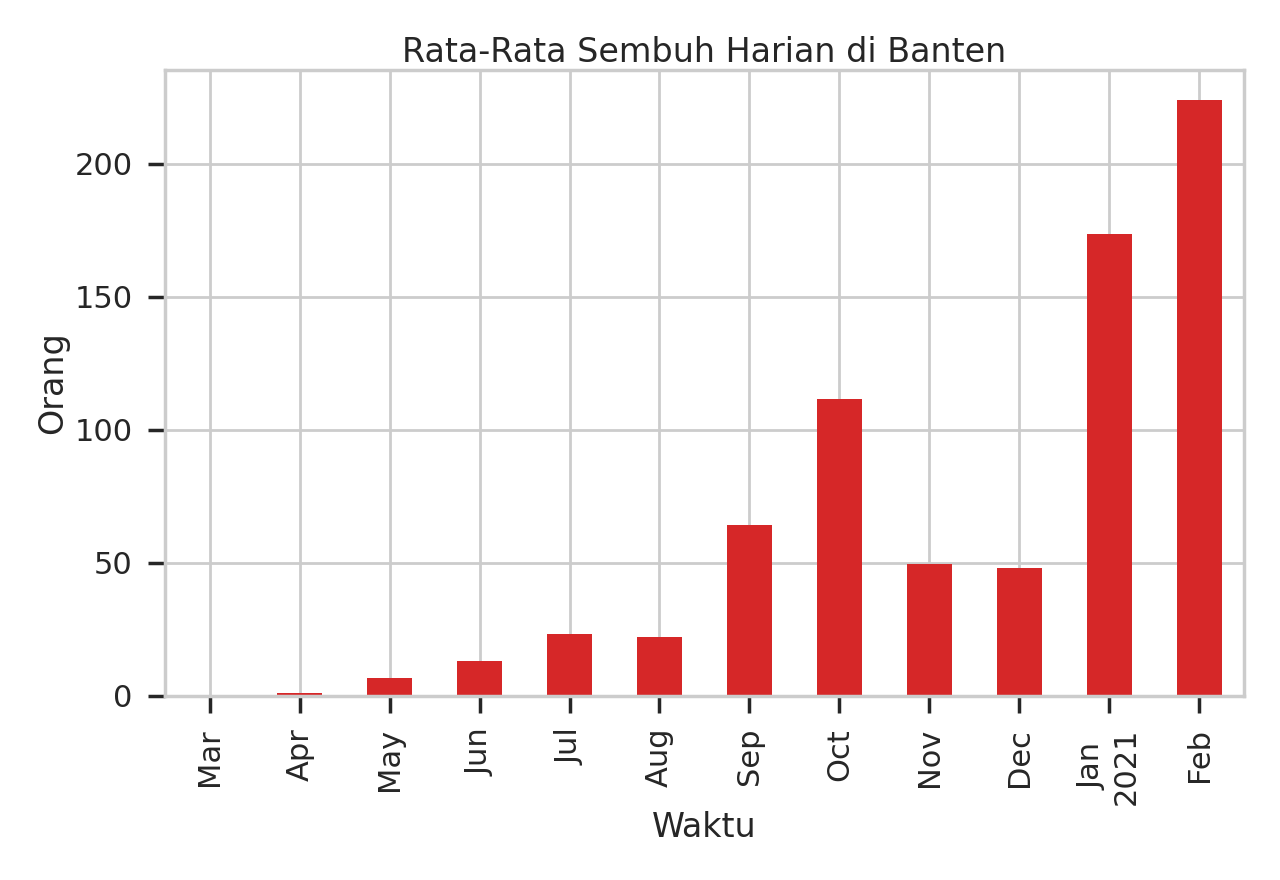 Rata-Rata Sembuh Harian di Banten
Orang
200
150
100
50
0
Mar
Apr
May
Jun
Jul
Aug
Sep
Oct
Nov
Dec
Jan
2021
Feb
Waktu